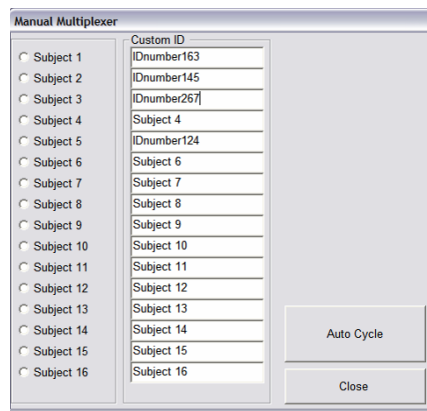 Manual Multiplexer
Custom ID
Subject 1 IDnumber163
Subject 2 IDnumber145
Subject 3 IDnumber267
Subject 4 Subject 4
Subject 5 IDnumber124
Subject 6 Subject 6
Subject 7 Subject 7
Subject 8 Subject 8
Subject 9 Subject 9
Subject 10 Subject 10
Subject 11 Subject 11
Subject 12 Subject 12
Subject 13 Subject 13
Subject 14 Subject 14
Subject 15 Subject 15
Subject 16 Subject 16
Auto Cycle
Close